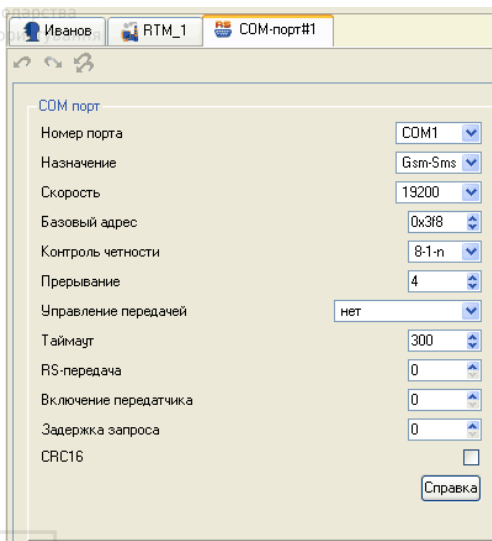 Иванов RTM_1 COM-порт#1
COM порт
Номер порта COM1
Назначение Gsm-Sms
Скорость 19200
Базовый адрес 0x3f8
Контроль четности 8-1-n
Прерывание 4
Управление передачей нет
Таймаут 300
RS-передача 0
Включение передатчика 0
Задержка запроса 0
CRC16
Справка